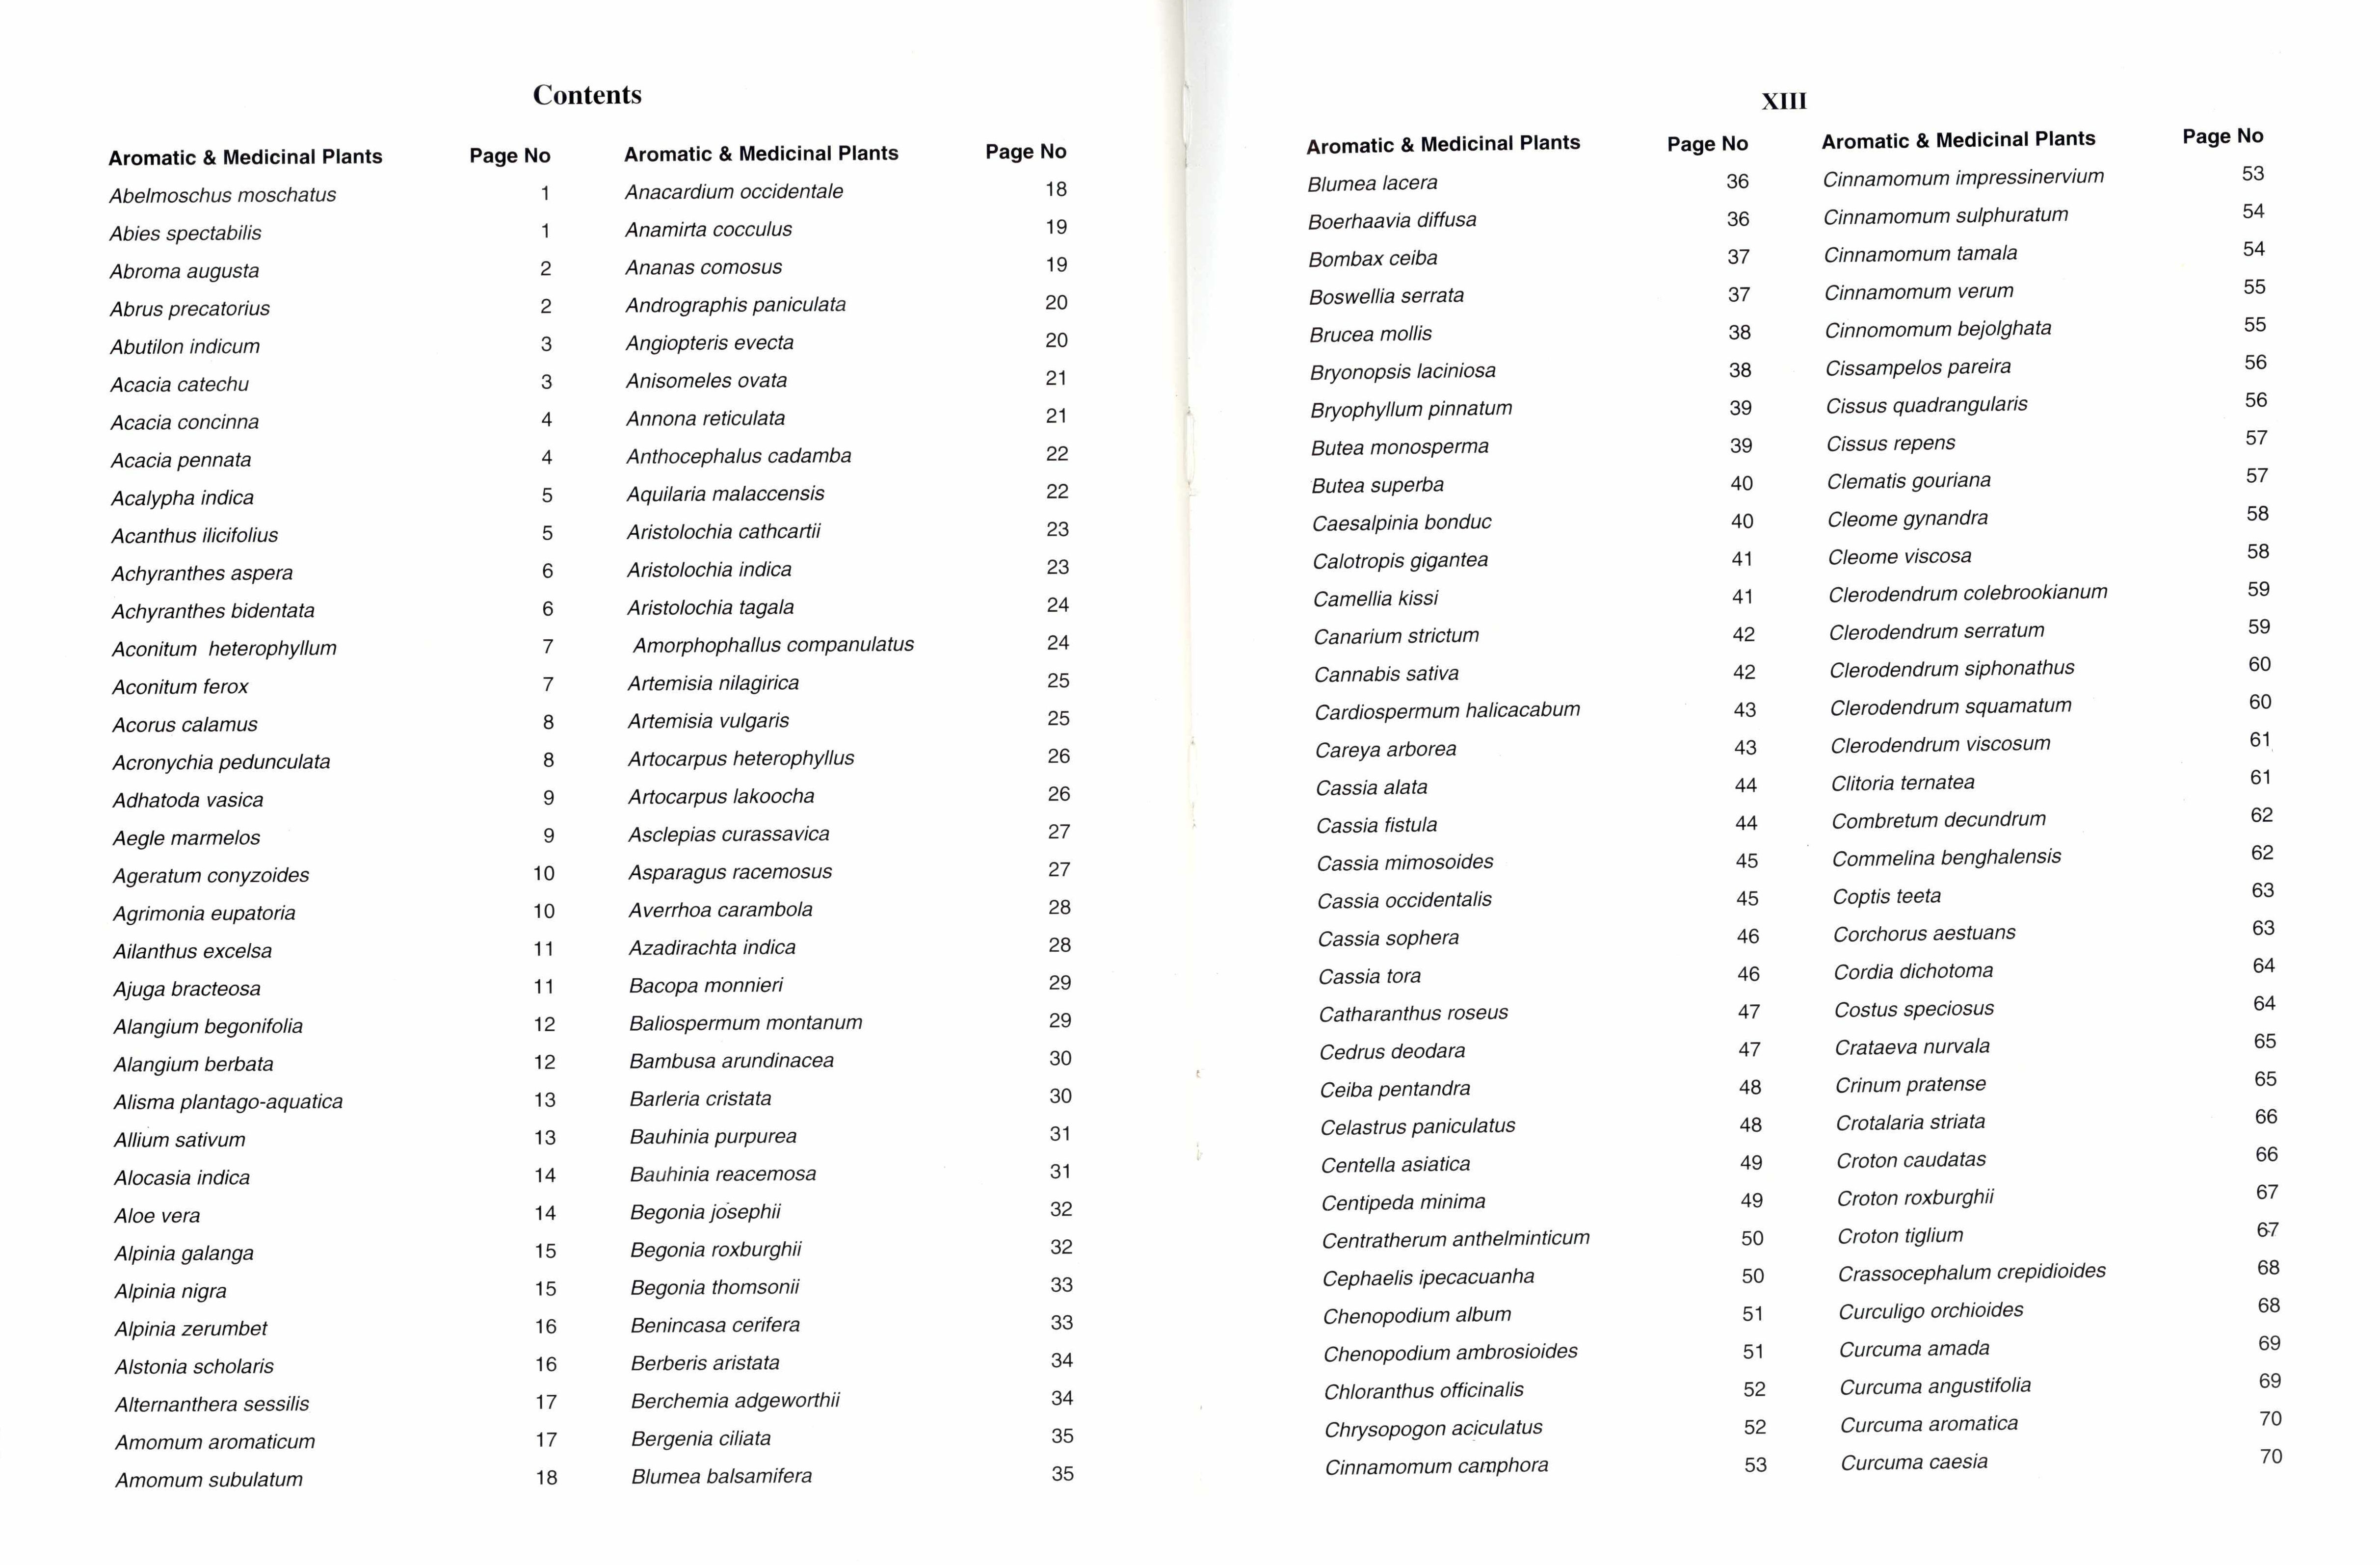 Contents
Aromatic & Medicinal Plants Page No
Abelmoschus moschatus 1
Abies spectabilis 1
Abroma augusta 2
Abrus precatorius 2
Abutilon indicum 3
Acacia catechu 3
Acacia concinna 4
Acacia pennata 4
Acalypha indica 5
Acanthus ilicifolius 5
Achyranthes aspera 6
Achyranthes bidentata 6
Aconitum heterophyllum 7
Aconitum ferox 7
Acorus calamus 8
Acronychia pedunculata 8
Adhatoda vasica 9
Aegle marmelos 9
Ageratum conyzoides 10
Agrimonia eupatoria 10
Ailanthus excelsa 11
Ajuga bracteosa 11
Alangium begonifolia 12
Alangium berbata 12
Alisma plantago-aquatica 13
Allium sativum 13
Alocasia indica 14
Aloe vera 14
Alpinia galanga 15
Alpinia nigra 15
Alpinia zerumbet 16
Alstonia scholaris 16
Alternanthera sessilis 17
Amomum aromaticum 17
Amomum subulatum 18
Aromatic & Medicinal Plants Page No
Anacardium occidentale 18
Anamirta cocculus 19
Ananas comosus 19
Andrographis paniculata 20
Angiopteris evecta 20
Anisomeles ovata 21
Annona reticulata 21
Anthocephalus cadamba 22
Aquilaria malaccensis 22
Aristolochia cathcartii 23
Aristolochia indica 23
Aristolochia tagala 24
Amorphophallus companulatus 24
Artemisia nilagirica 25
Artemisia vulgaris 25
Artocarpus heterophyllus 26
Artocarpus lakoocha 26
Asclepias curassavica 27
Asparagus racemosus 27
Averrhoa carambola 28
Azadirachta indica 28
Bacopa monnieri 29
Baliospermum montanum 29
Bambusa arundinacea 30
Barleria cristata 30
Bauhinia purpurea 31
Bauhinia reacemosa 31
Begonia josephii 32
Begonia roxburghii 32
Begonia thomsonii 33
Benincasa cerifera 33
Berberis aristata 34
Berchemia adgeworthii 34
Bergenia ciliata 35
Blumea balsamifera 35
XIII
Aromatic & Medicinal Plants Page No
Blumea lacera 36
Boerhaavia diffusa 36
Bombax ceiba 37
Boswellia serrata 37
Brucea mollis 38
Bryonopsis laciniosa 38
Bryophyllum pinnatum 39
Butea monosperma 39
Butea superba 40
Caesalpinia bonduc 40
Calotropis gigantea 41
Camellia kissi 41
Canarium strictum 42
Cannabis sativa 42
Cardiospermum halicacabum 43
Careya arborea 43
Cassia alata 44
Cassia fistula 44
Cassia mimosoides 45
Cassia occidentalis 45
Cassia sophera 46
Cassia tora 46
Catharanthus roseus 47
Cedrus deodara 47
Ceiba pentandra 48
Celastrus paniculatus 48
Centella asiatica 49
Centipeda minima 49
Centratherum anthelminticum 50
Cephaelis ipecacuanha 50
Chenopodium album 51
Chenopodium ambrosioides 51
Chloranthus officinalis 52
Chrysopogon aciculatus 52
Cinnamomum camphora 53
Aromatic & Medicinal Plants Page No
Cinnamomum impressinervium 53
Cinnamomum sulphuratum 54
Cinnamomum tamala 54
Cinnamomum verum 55
Cinnomomum bejolghata 55
Cissampelos pareira 56
Cissus quadrangularis 56
Cissus repens 57
Clematis gouriana 57
Cleome gynandra 58
Cleome viscosa 58
Clerodendrum colebrookianum 59
Clerodendrum serratum 59
Clerodendrum siphonathus 60
Clerodendrum squamatum 60
Clerodendrum viscosum 61
Clitoria ternatea 61
Combretum decundrum 62
Commelina benghalensis 62
Coptis teeta 63
Corchorus aestuans 63
Cordia dichotoma 64
Costus speciosus 64
Crataeva nurvala 65
Crinum pratense 65
Crotalaria striata 66
Croton caudatas 66
Croton roxburghii 67
Croton tiglium 67
Crassocephalum crepidioides 68
Curculigo orchioides 68
Curcuma amada 69
Curcuma angustifolia 69
Curcuma aromatica 70
Curcuma caesia 70